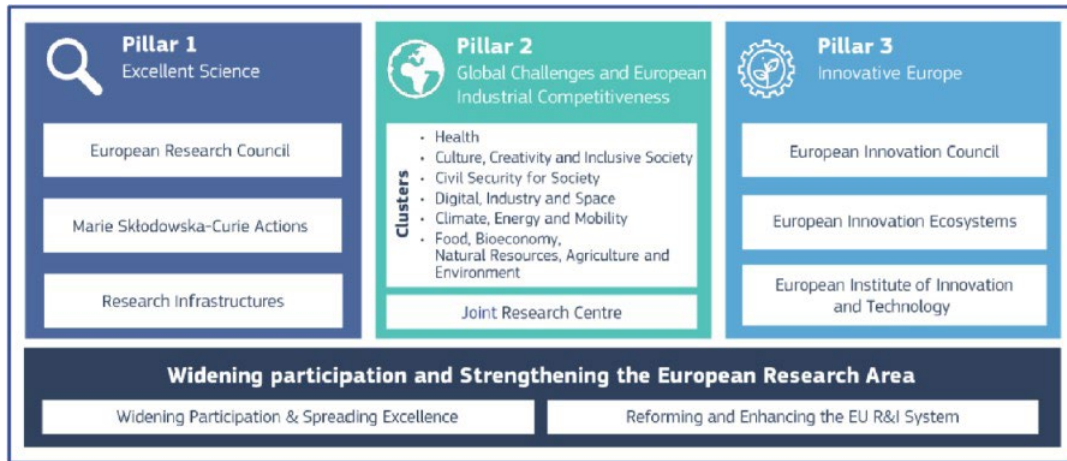 Pillar 1
Excellent Science
European Research Council
Marie Skłodowska-Curie Actions
Research Infrastructures
Pillar 2
Global Challenges and European
Industrial Competitiveness
Clusters
• Health
• Culture, Creativity and Inclusive Society
• Civil Security for Society
• Digital, Industry and Space
• Climate, Energy and Mobility
• Food, Bioeconomy,
Natural Resources, Agriculture and
Environment
Joint Research Centre
Pillar 3
Innovative Europe
European Innovation Council
European Innovation Ecosystems
European Institute of Innovation
and Technology
Widening participation and Strengthening the European Research Area
Widening Participation & Spreading Excellence
Reforming and Enhancing the EU R&I System